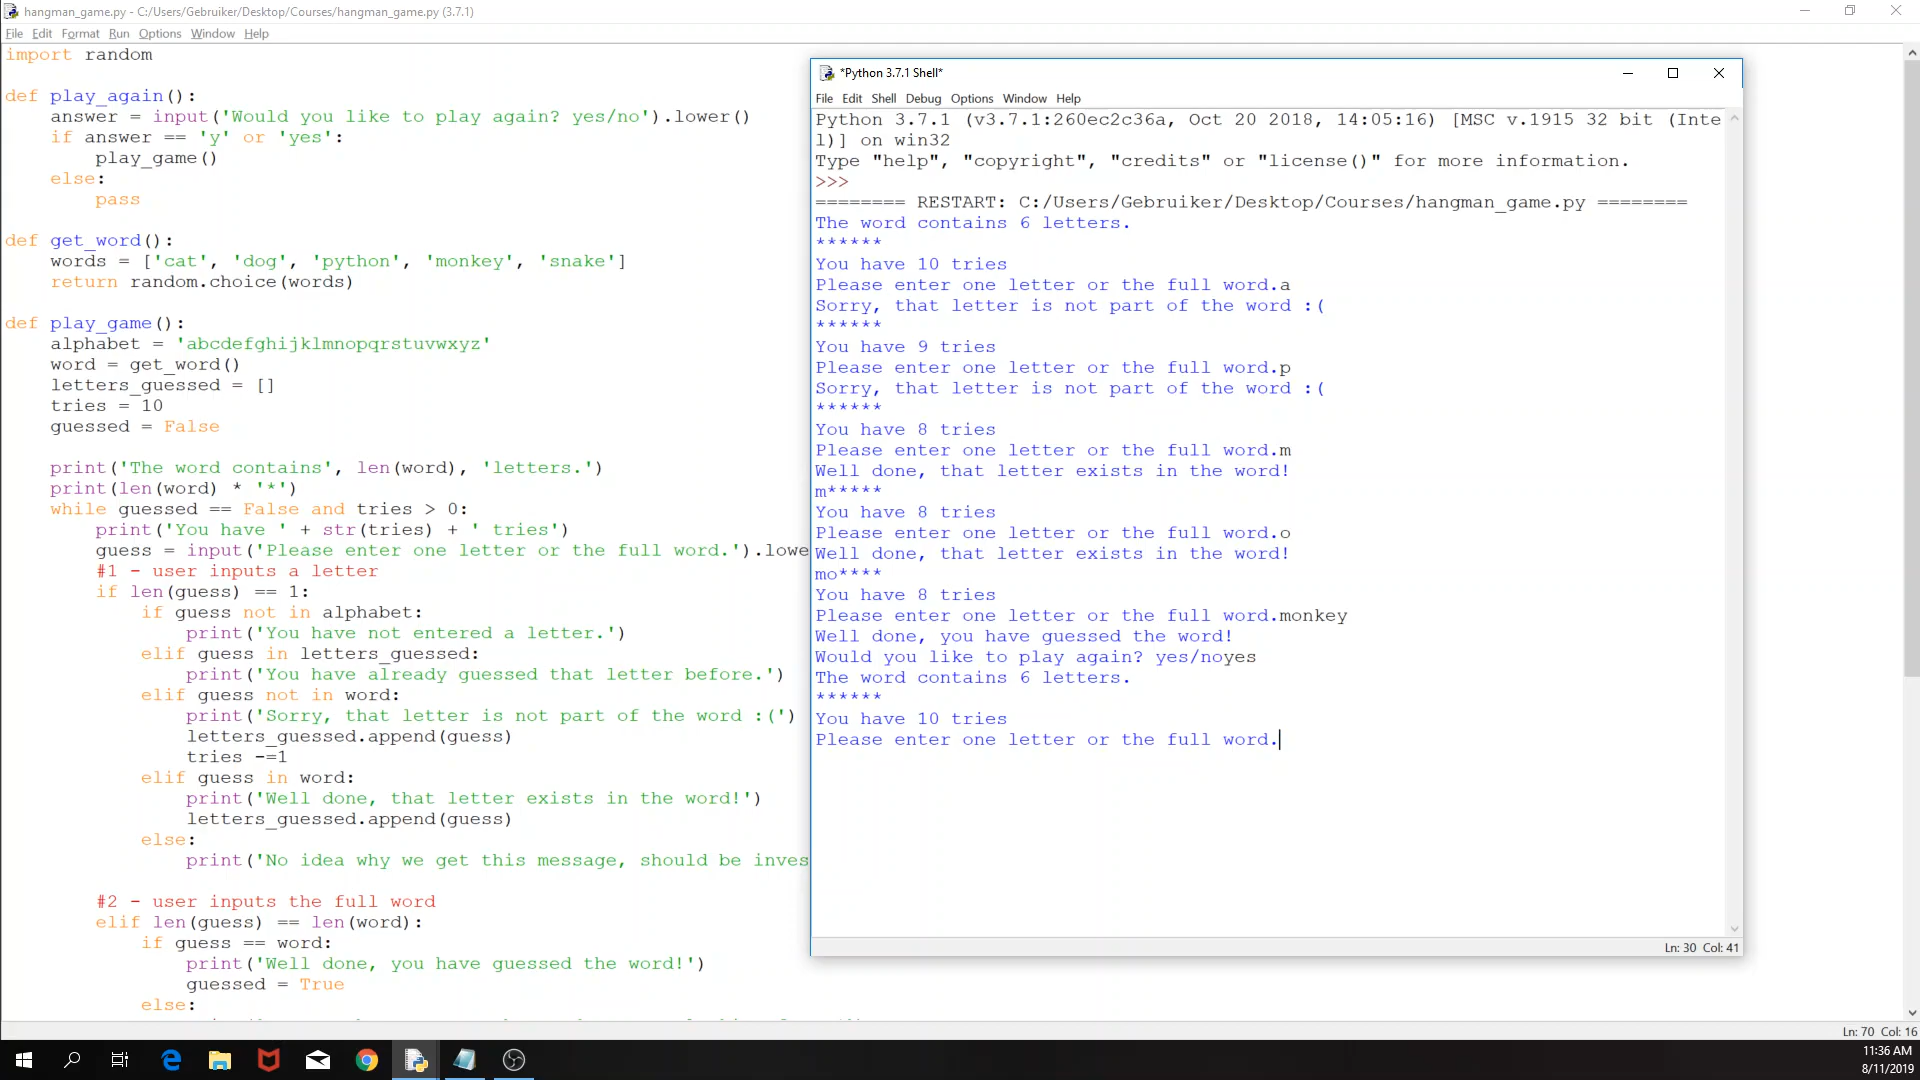 hangman_game.py - C:/Users/Gebruiker/Desktop/Courses/hangman_game.py (3.7.1)
File Edit Format Run Options Window Help
import random
def play_again():
    answer = input('Would you like to play again? yes/no').lower()
    if answer == 'y' or 'yes':
        play_game()
    else:
        pass
def get_word():
    words = ['cat', 'dog', 'python', 'monkey', 'snake']
    return random.choice(words)
def play_game():
    alphabet = 'abcdefghijklmnopqrstuvwxyz'
    word = get_word()
    letters_guessed = []
    tries = 10
    guessed = False
    print('The word contains', len(word), 'letters.')
    print(len(word) * '*')
    while guessed == False and tries > 0:
        print('You have ' + str(tries) + ' tries')
        guess = input('Please enter one letter or the full word.').lowe
        #1 - user inputs a letter
        if len(guess) == 1:
            if guess not in alphabet:
                print('You have not entered a letter.')
            elif guess in letters_guessed:
                print('You have already guessed that letter before.')
            elif guess not in word:
                print('Sorry, that letter is not part of the word :(')
                letters_guessed.append(guess)
                tries -=1
            elif guess in word:
                print('Well done, that letter exists in the word!')
                letters_guessed.append(guess)
            else:
                print('No idea why we get this message, should be inves
        #2 - user inputs the full word
        elif len(guess) == len(word):
            if guess == word:
                print('Well done, you have guessed the word!')
                guessed = True
            else:
*Python 3.7.1 Shell*
File Edit Shell Debug Options Window Help
Python 3.7.1 (v3.7.1:260ec2c36a, Oct 20 2018, 14:05:16) [MSC v.1915 32 bit (Inte
l)] on win32
Type "help", "copyright", "credits" or "license()" for more information.
>>>
======== RESTART: C:/Users/Gebruiker/Desktop/Courses/hangman_game.py ========
The word contains 6 letters.
******
You have 10 tries
Please enter one letter or the full word.a
Sorry, that letter is not part of the word :(
******
You have 9 tries
Please enter one letter or the full word.p
Sorry, that letter is not part of the word :(
******
You have 8 tries
Please enter one letter or the full word.m
Well done, that letter exists in the word!
m*****
You have 8 tries
Please enter one letter or the full word.o
Well done, that letter exists in the word!
mo****
You have 8 tries
Please enter one letter or the full word.monkey
Well done, you have guessed the word!
Would you like to play again? yes/noyes
The word contains 6 letters.
******
You have 10 tries
Please enter one letter or the full word.
Ln: 30 Col: 41
Ln: 70 Col: 16
11:36 AM
8/11/2019